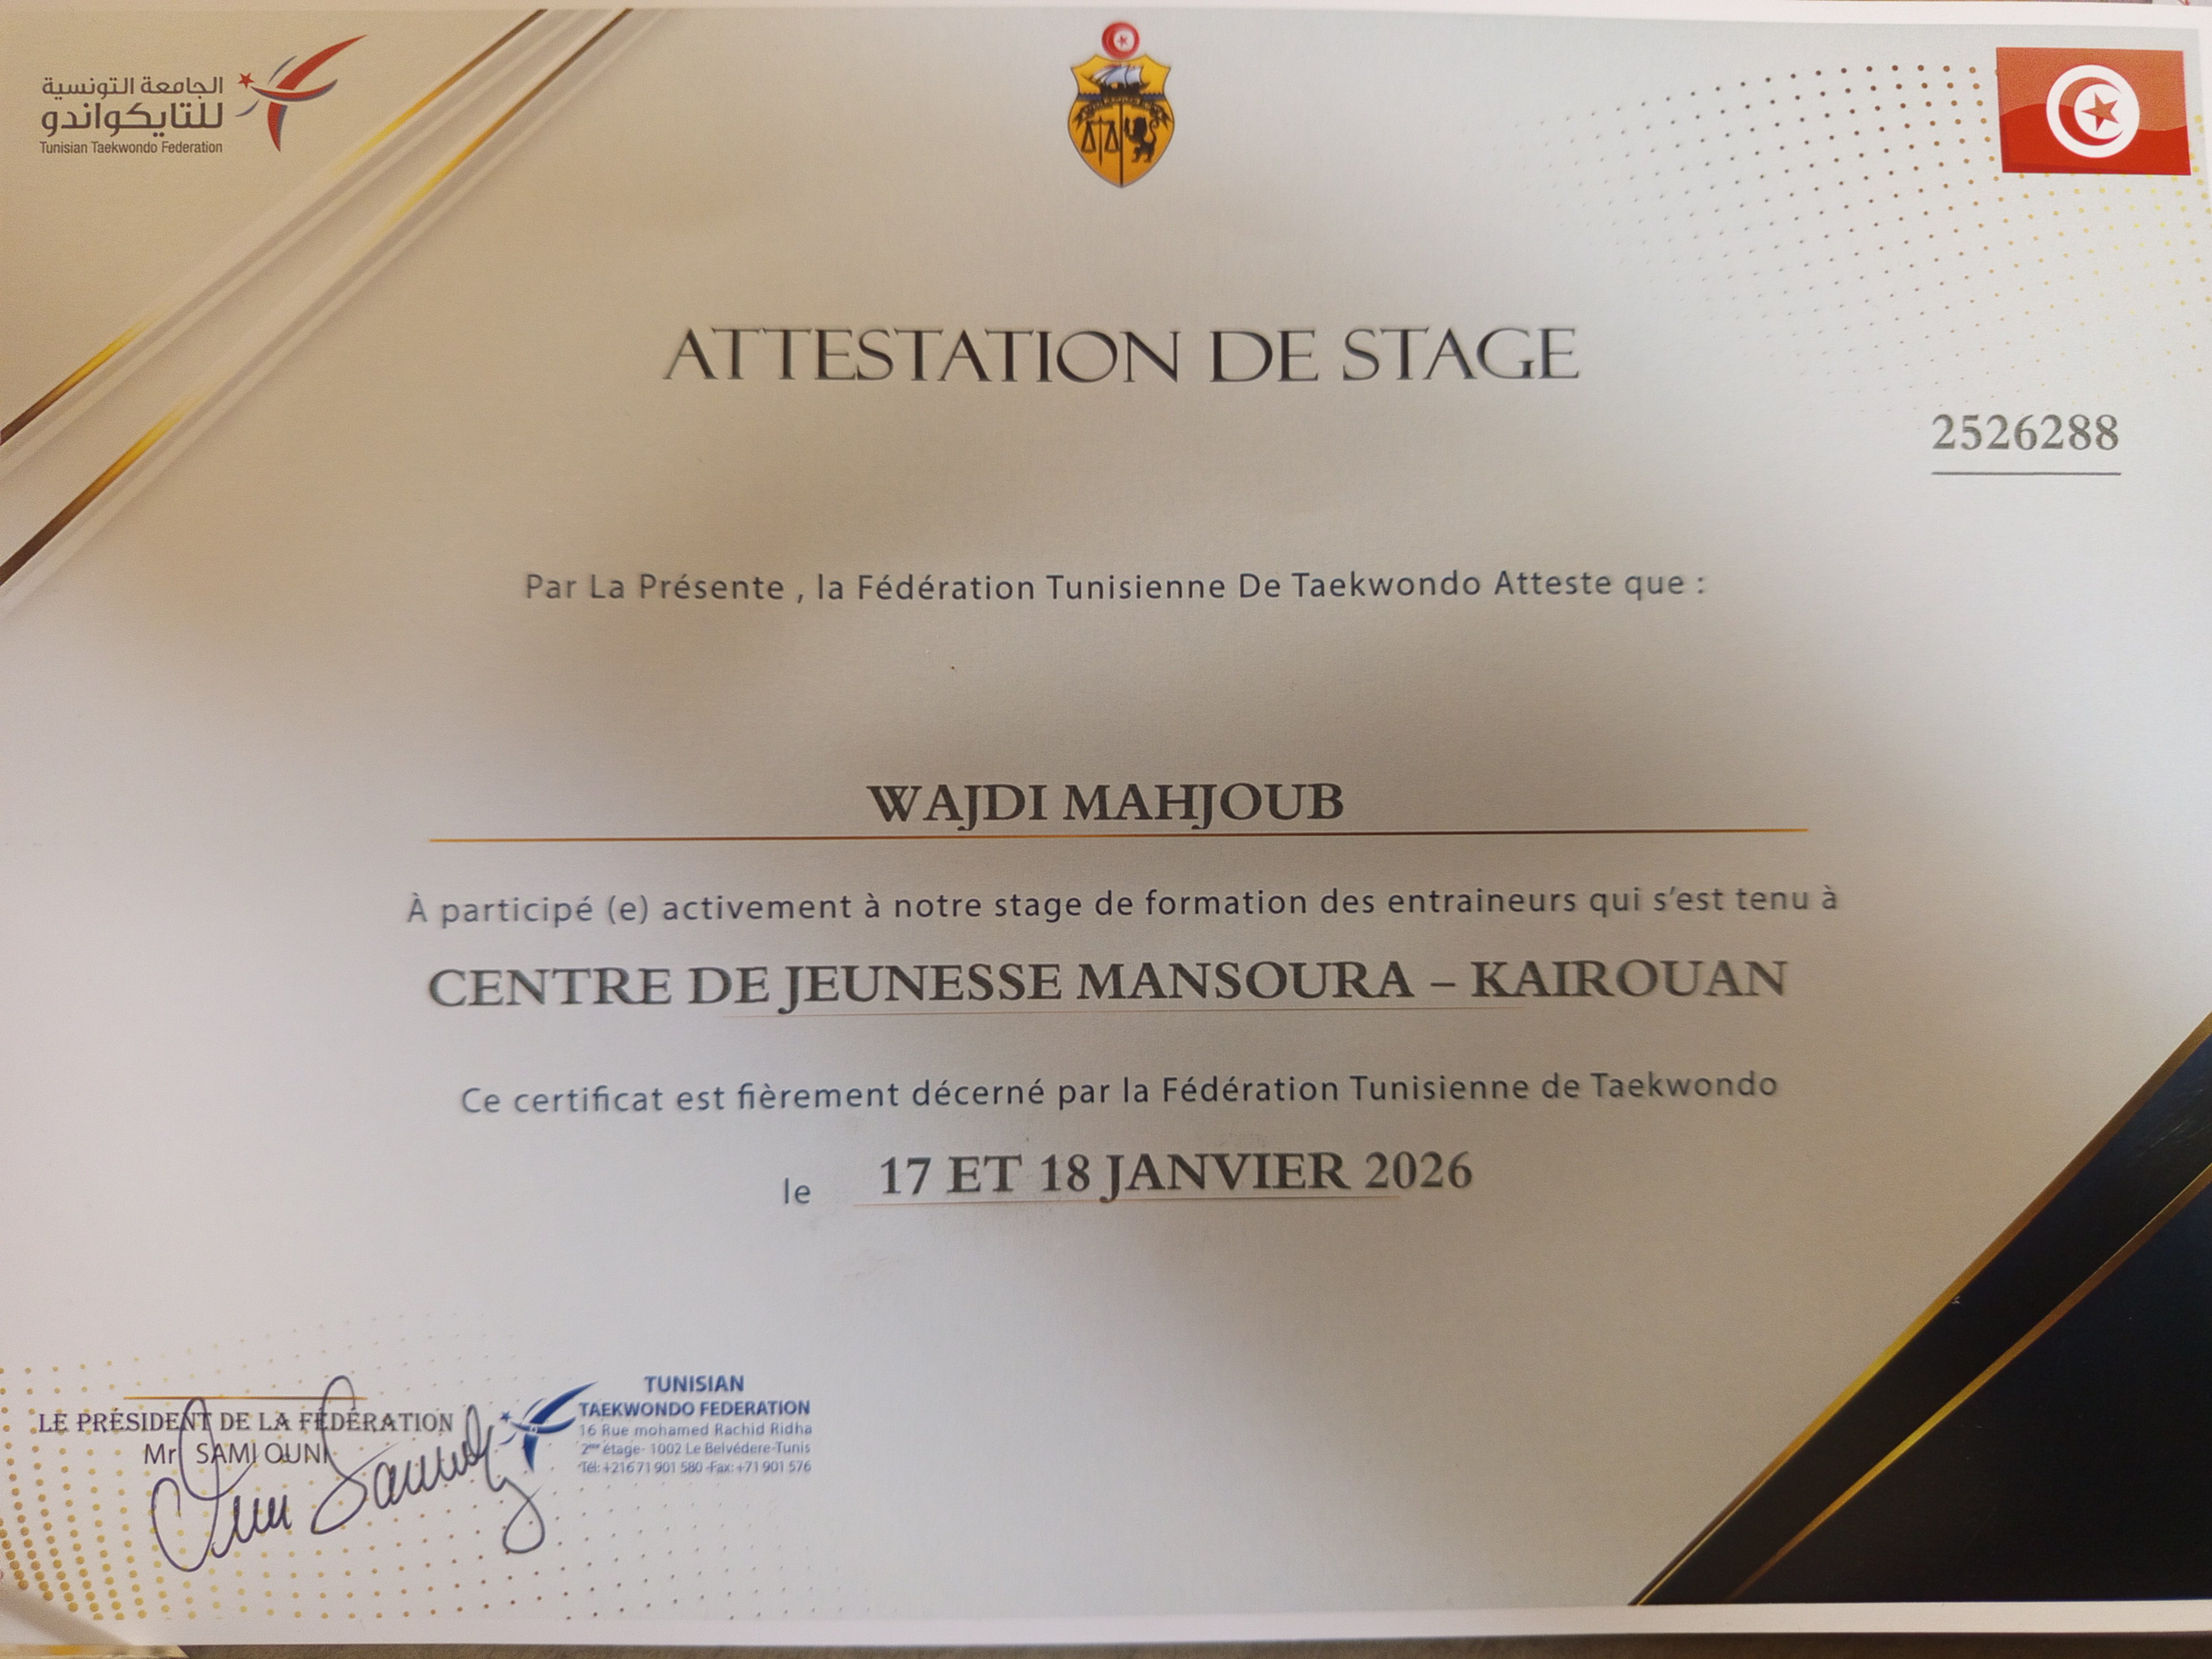 الجامعة التونسية
للتايكواندو
Tunisian Taekwondo Federation
ATTESTATION DE STAGE
2526288
Par La Présente , la Fédération Tunisienne De Taekwondo Atteste que :
WAJDI MAHJOUB
À participé (e) activement à notre stage de formation des entraineurs qui s'est tenu à
CENTRE DE JEUNESSE MANSOURA – KAIROUAN
Ce certificat est fièrement décerné par la Fédération Tunisienne de Taekwondo
le 17 ET 18 JANVIER 2026
LE PRÉSIDENT DE LA FÉDÉRATION
Mr SAMI OUNI
TUNISIAN
TAEKWONDO FEDERATION
16 Rue mohamed Rachid Ridha
2ème étage- 1002 Le Belvédere-Tunis
Tél: +216 71 901 580 -Fax: +71 901 576